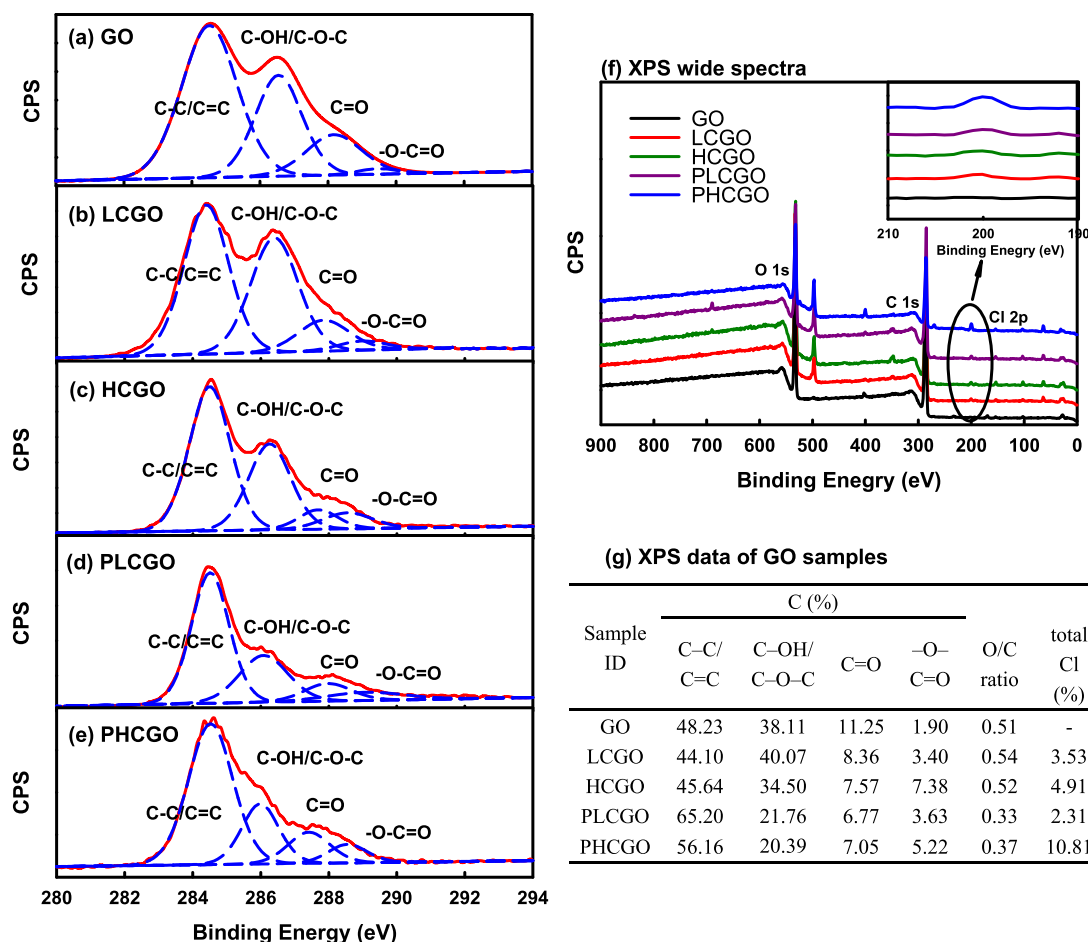 (a) GO
C-OH/C-O-C
C-C/C=C
C=O
-O-C=O
CPS
(b) LCGO
C-OH/C-O-C
C-C/C=C
C=O
-O-C=O
CPS
(c) HCGO
C-OH/C-O-C
C-C/C=C
C=O
-O-C=O
CPS
(d) PLCGO
C-OH/C-O-C
C-C/C=C
C=O
-O-C=O
CPS
(e) PHCGO
C-OH/C-O-C
C-C/C=C
C=O
-O-C=O
CPS
280 282 284 286 288 290 292 294
Binding Energy (eV)
(f) XPS wide spectra
GO
LCGO
HCGO
PLCGO
PHCGO
210 200 190
Binding Enegry (eV)
CPS
O 1s
C 1s
Cl 2p
900 800 700 600 500 400 300 200 100 0
Binding Enegry (eV)
(g) XPS data of GO samples
Sample ID C (%) O/C ratio total Cl (%)
C–C/ C=C C–OH/ C–O–C C=O –O– C=O
GO 48.23 38.11 11.25 1.90 0.51 -
LCGO 44.10 40.07 8.36 3.40 0.54 3.53
HCGO 45.64 34.50 7.57 7.38 0.52 4.91
PLCGO 65.20 21.76 6.77 3.63 0.33 2.31
PHCGO 56.16 20.39 7.05 5.22 0.37 10.81